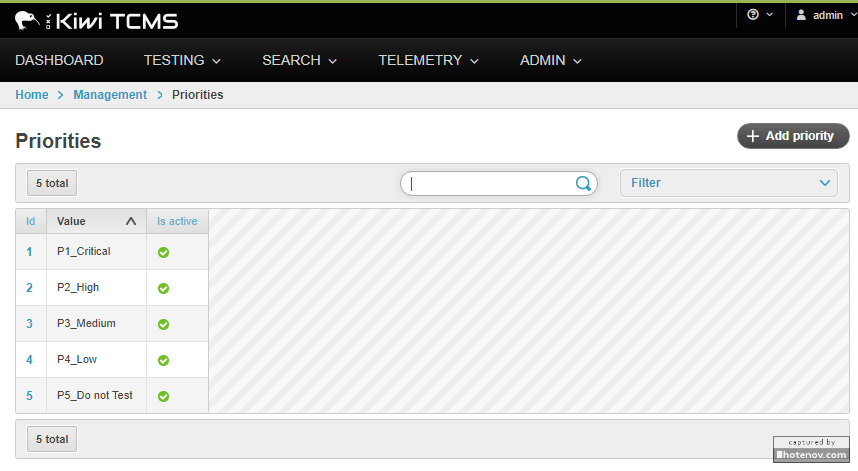 Kiwi TCMS
admin
DASHBOARD TESTING SEARCH TELEMETRY ADMIN
Home > Management > Priorities
Priorities
+ Add priority
5 total
Filter
Id Value Is active
1 P1_Critical
2 P2_High
3 P3_Medium
4 P4_Low
5 P5_Do not Test
5 total
captured by
hotenov.com